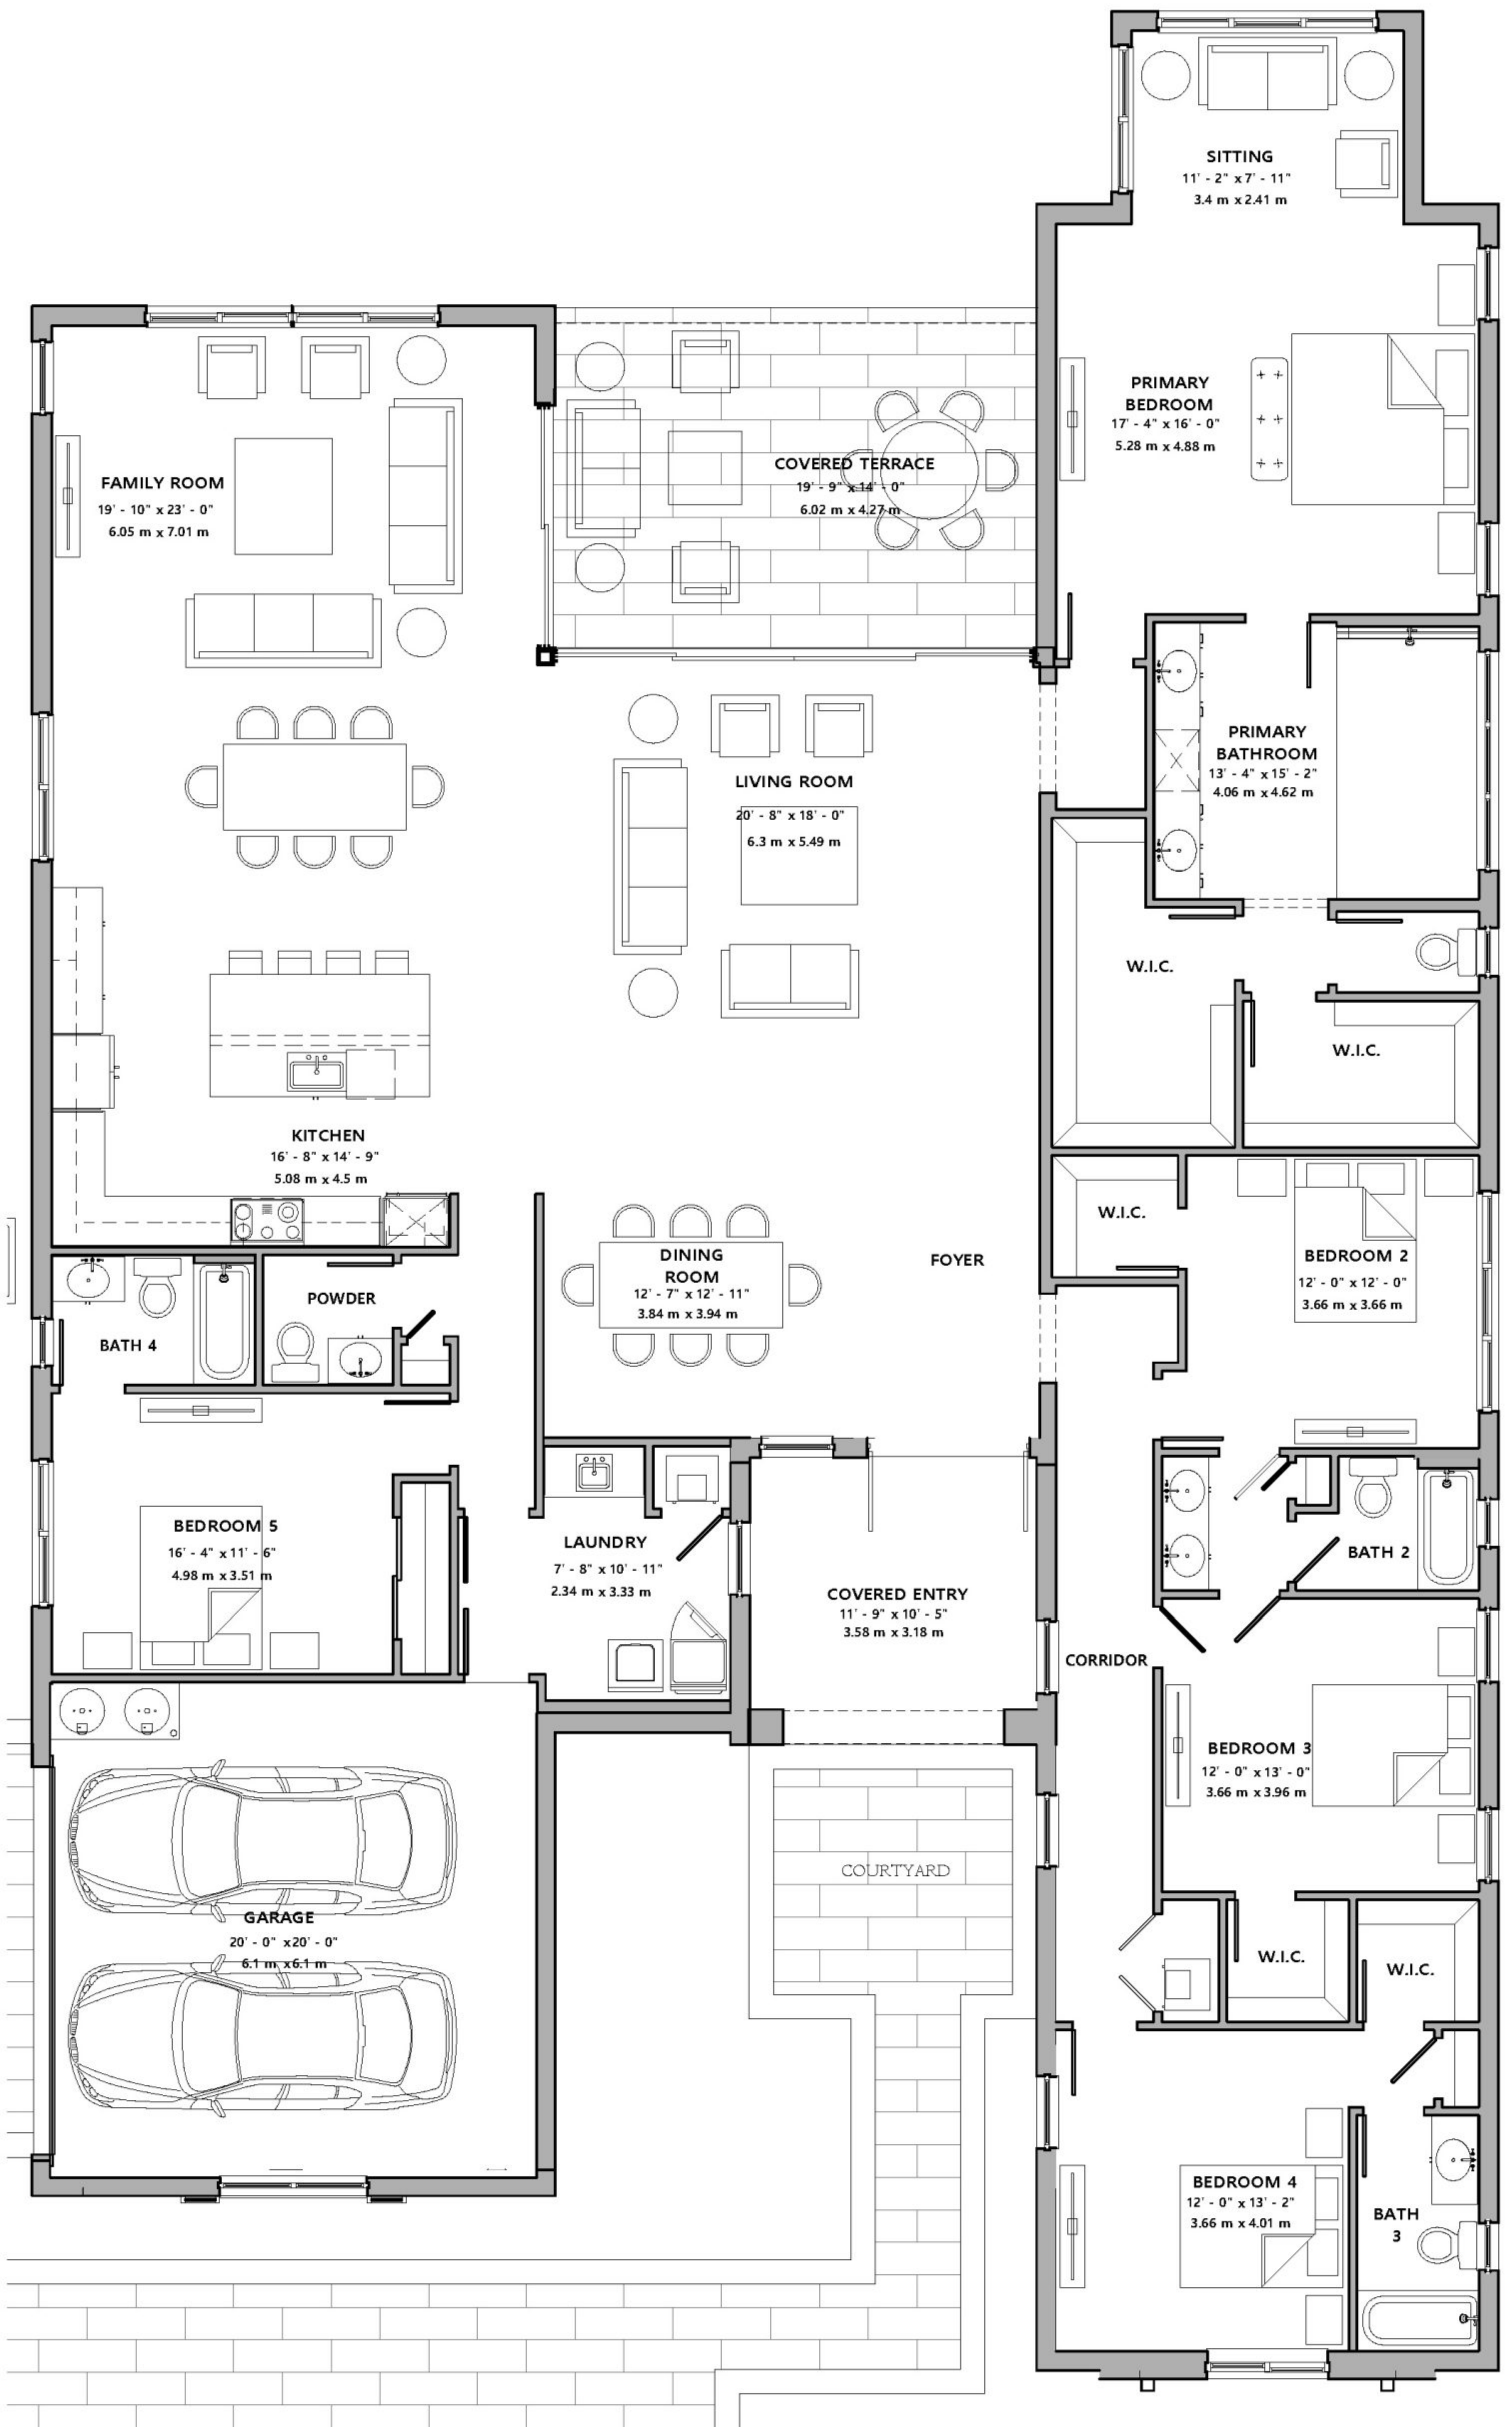 SITTING
11' - 2" x 7' - 11"
3.4 m x 2.41 m
PRIMARY
BEDROOM
17' - 4" x 16' - 0"
5.28 m x 4.88 m
FAMILY ROOM
19' - 10" x 23' - 0"
6.05 m x 7.01 m
COVERED TERRACE
19' - 9" x 14' - 0"
6.02 m x 4.27 m
PRIMARY
BATHROOM
13' - 4" x 15' - 2"
4.06 m x 4.62 m
LIVING ROOM
20' - 8" x 18' - 0"
6.3 m x 5.49 m
W.I.C.
W.I.C.
KITCHEN
16' - 8" x 14' - 9"
5.08 m x 4.5 m
W.I.C.
DINING
ROOM
12' - 7" x 12' - 11"
3.84 m x 3.94 m
FOYER
BEDROOM 2
12' - 0" x 12' - 0"
3.66 m x 3.66 m
POWDER
BATH 4
BEDROOM 5
16' - 4" x 11' - 6"
4.98 m x 3.51 m
LAUNDRY
7' - 8" x 10' - 11"
2.34 m x 3.33 m
BATH 2
COVERED ENTRY
11' - 9" x 10' - 5"
3.58 m x 3.18 m
CORRIDOR
BEDROOM 3
12' - 0" x 13' - 0"
3.66 m x 3.96 m
COURTYARD
GARAGE
20' - 0" x 20' - 0"
6.1 m x 6.1 m
W.I.C.
W.I.C.
BEDROOM 4
12' - 0" x 13' - 2"
3.66 m x 4.01 m
BATH
3